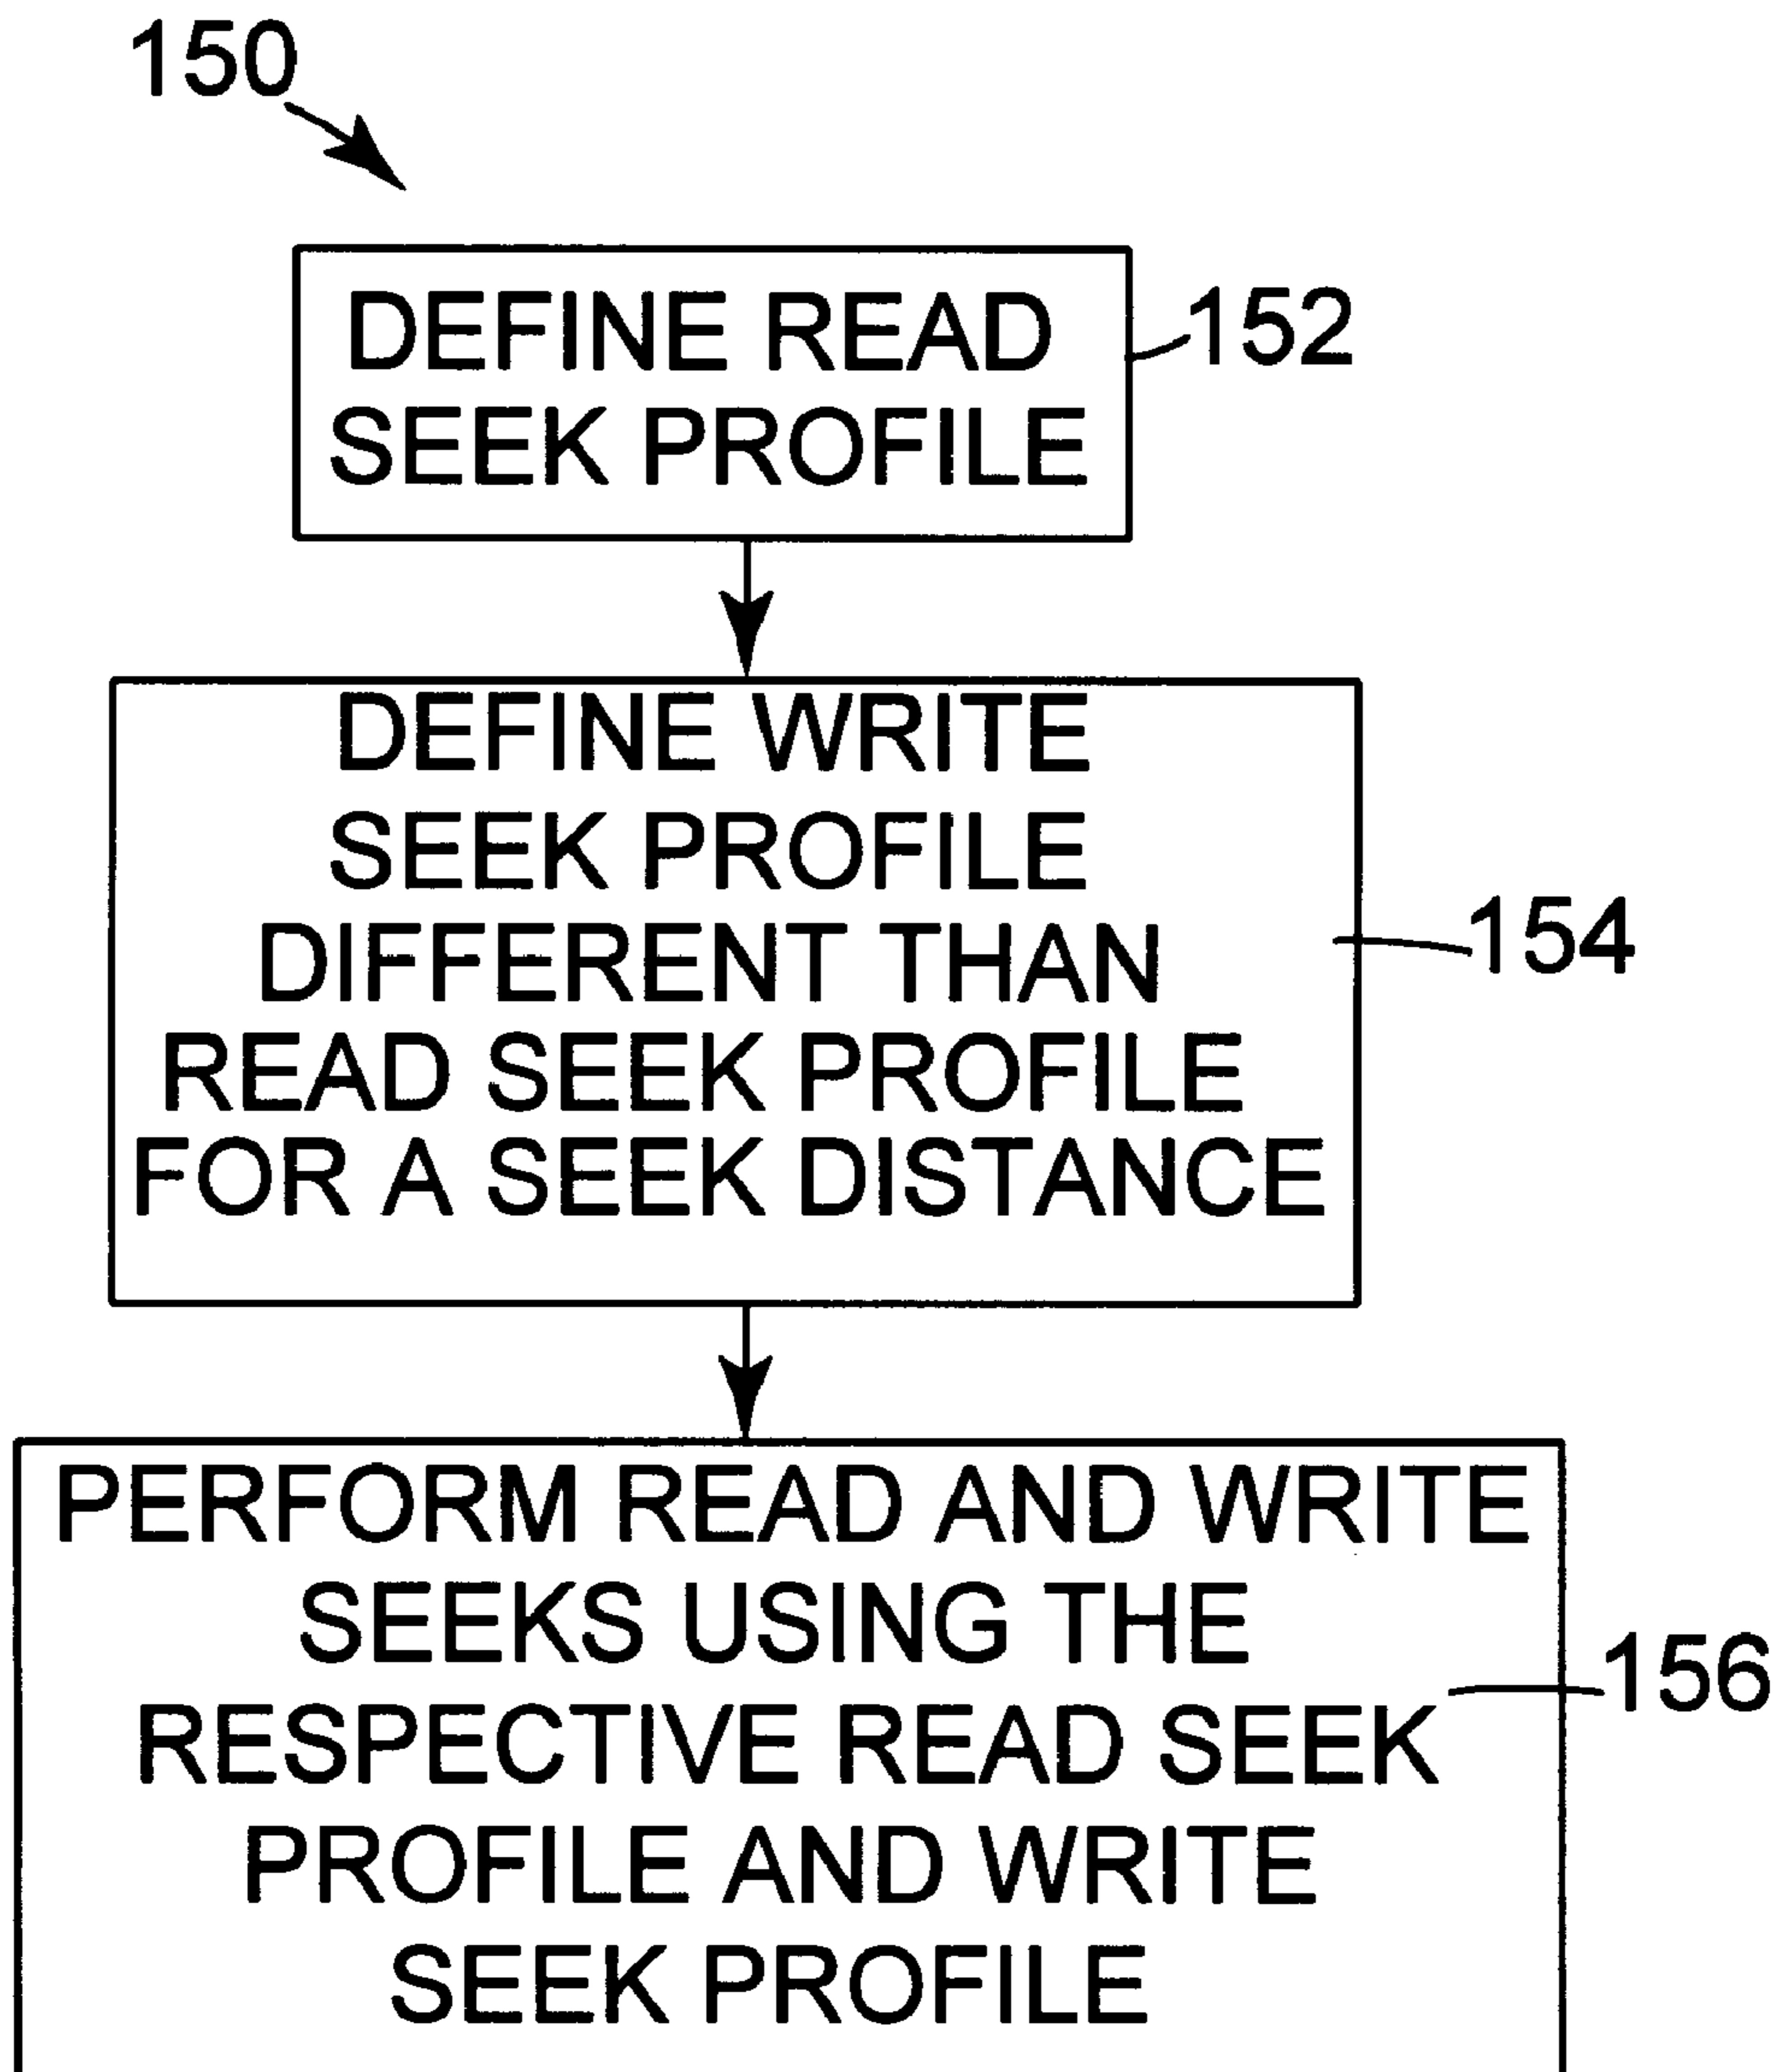 150
DEFINE READ
SEEK PROFILE
152
DEFINE WRITE
SEEK PROFILE
DIFFERENT THAN
READ SEEK PROFILE
FOR A SEEK DISTANCE
154
PERFORM READ AND WRITE
SEEKS USING THE
RESPECTIVE READ SEEK
PROFILE AND WRITE
SEEK PROFILE
156